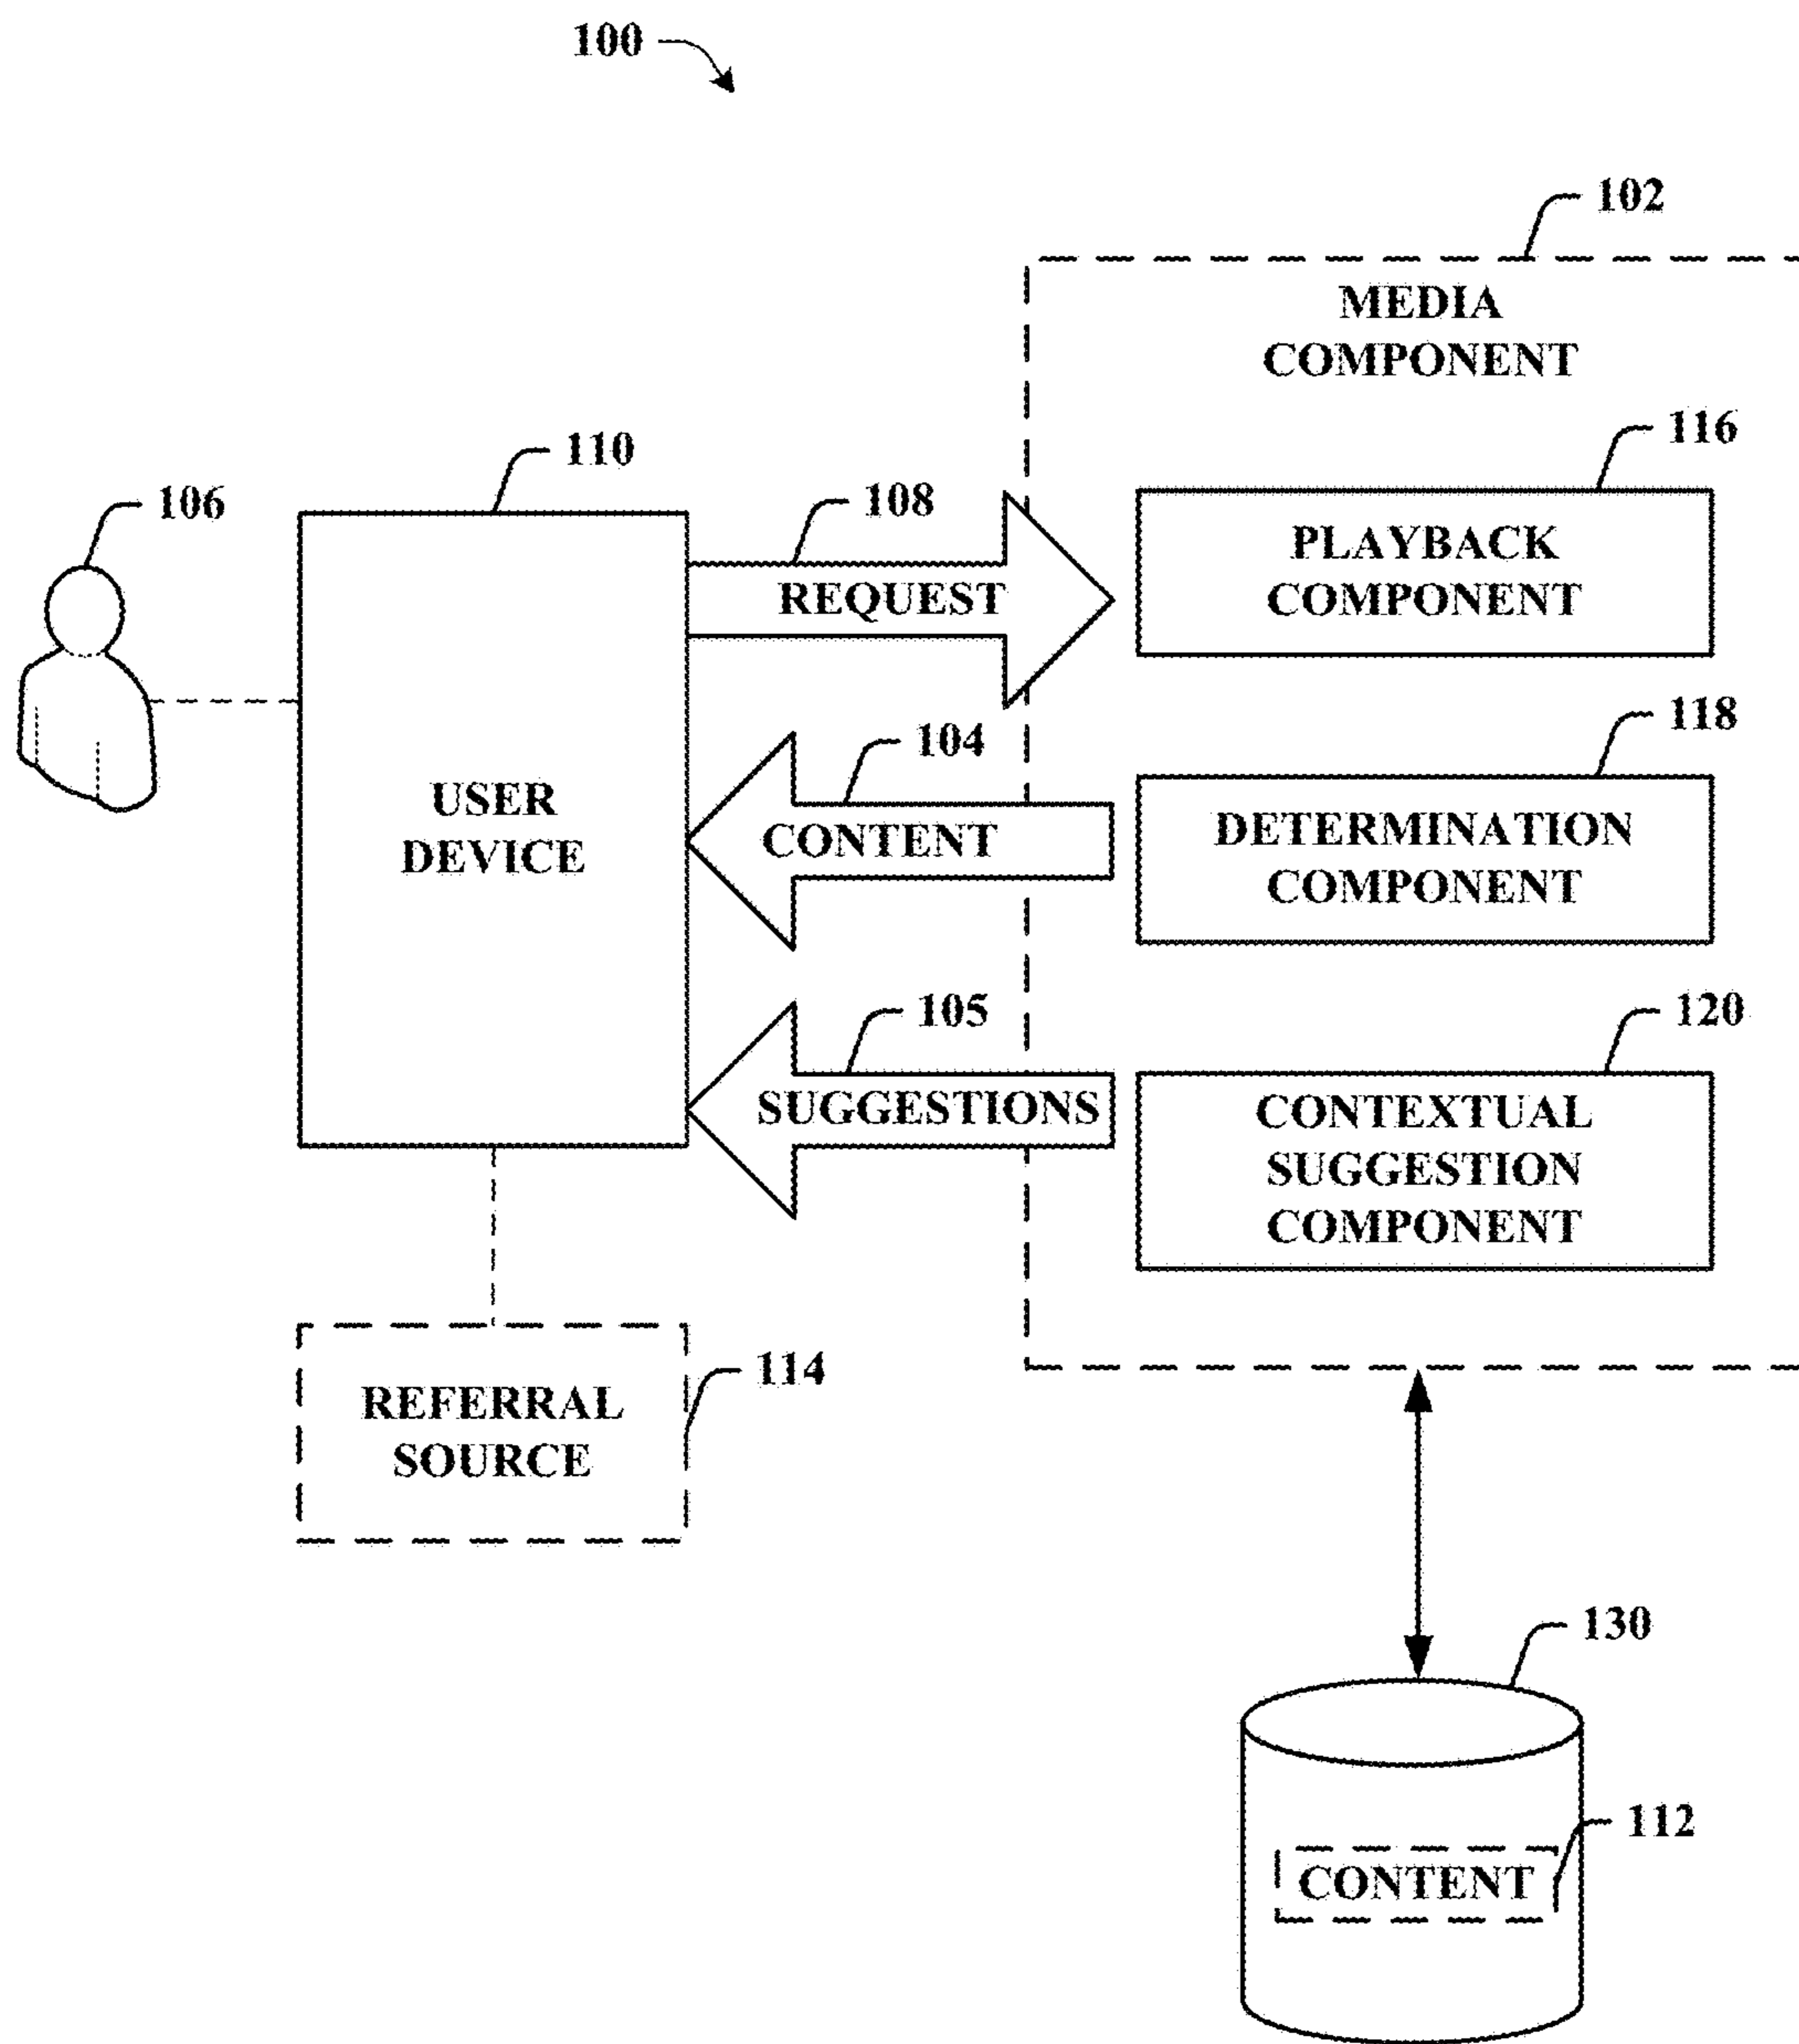 100
102
MEDIA
COMPONENT
116
110
106
108
PLAYBACK
COMPONENT
REQUEST
118
104
USER
DEVICE
CONTENT
DETERMINATION
COMPONENT
105
120
SUGGESTIONS
CONTEXTUAL
SUGGESTION
COMPONENT
114
REFERRAL
SOURCE
130
112
CONTENT